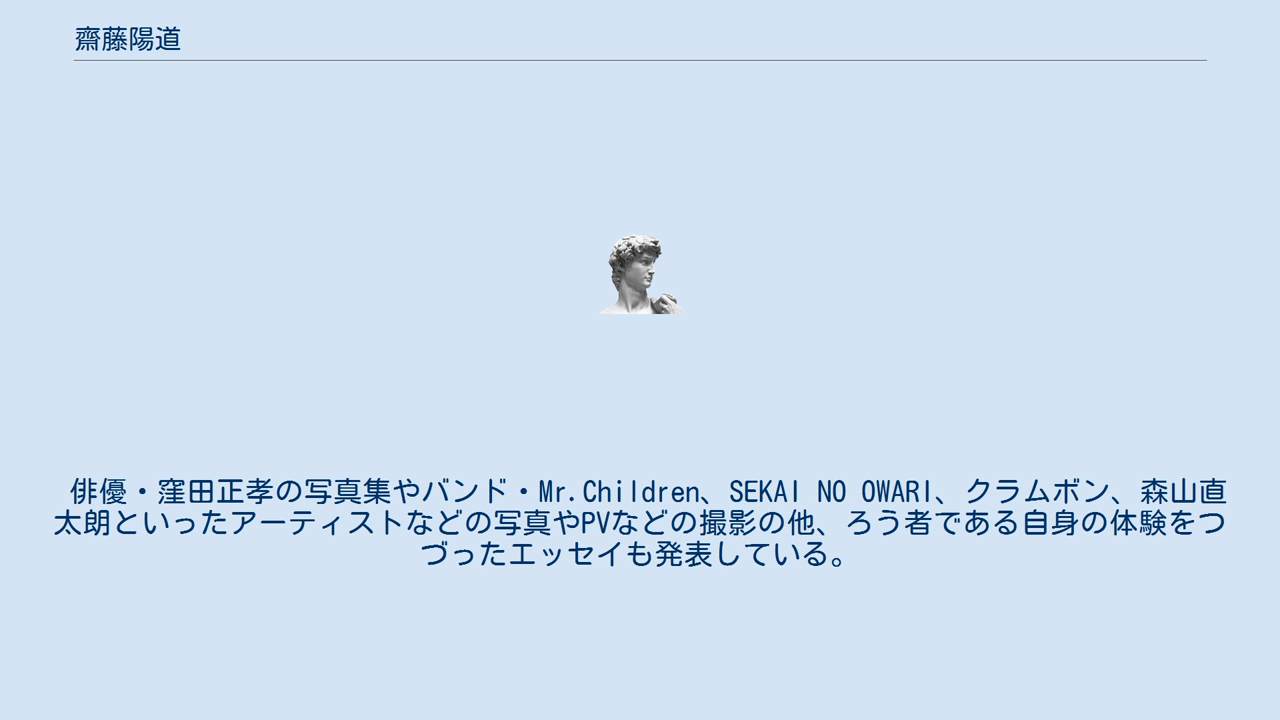 齋藤陽道
俳優・窪田正孝の写真集やバンド・Mr.Children、SEKAI NO OWARI、クラムボン、森山直
太朗といったアーティストなどの写真やPVなどの撮影の他、ろう者である自身の体験をつ
づったエッセイも発表している。